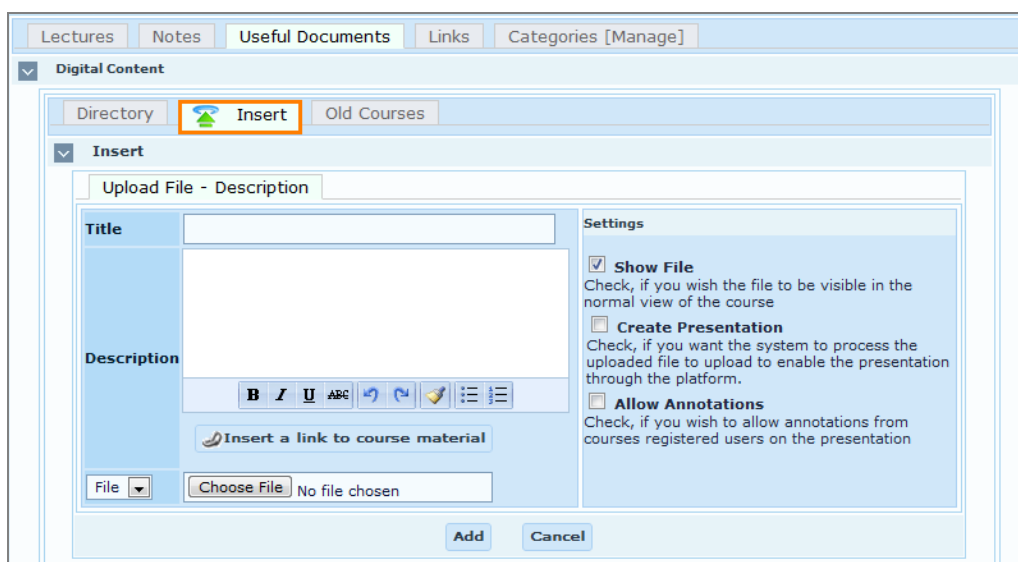 Lectures Notes Useful Documents Links Categories [Manage]
Digital Content
Directory Insert Old Courses
Insert
Upload File - Description
Title
Settings
Show File
Check, if you wish the file to be visible in the
normal view of the course
Create Presentation
Check, if you want the system to process the
uploaded file to upload to enable the presentation
through the platform.
Allow Annotations
Check, if you wish to allow annotations from
courses registered users on the presentation
Description
B I U ABC
Insert a link to course material
File Choose File No file chosen
Add Cancel